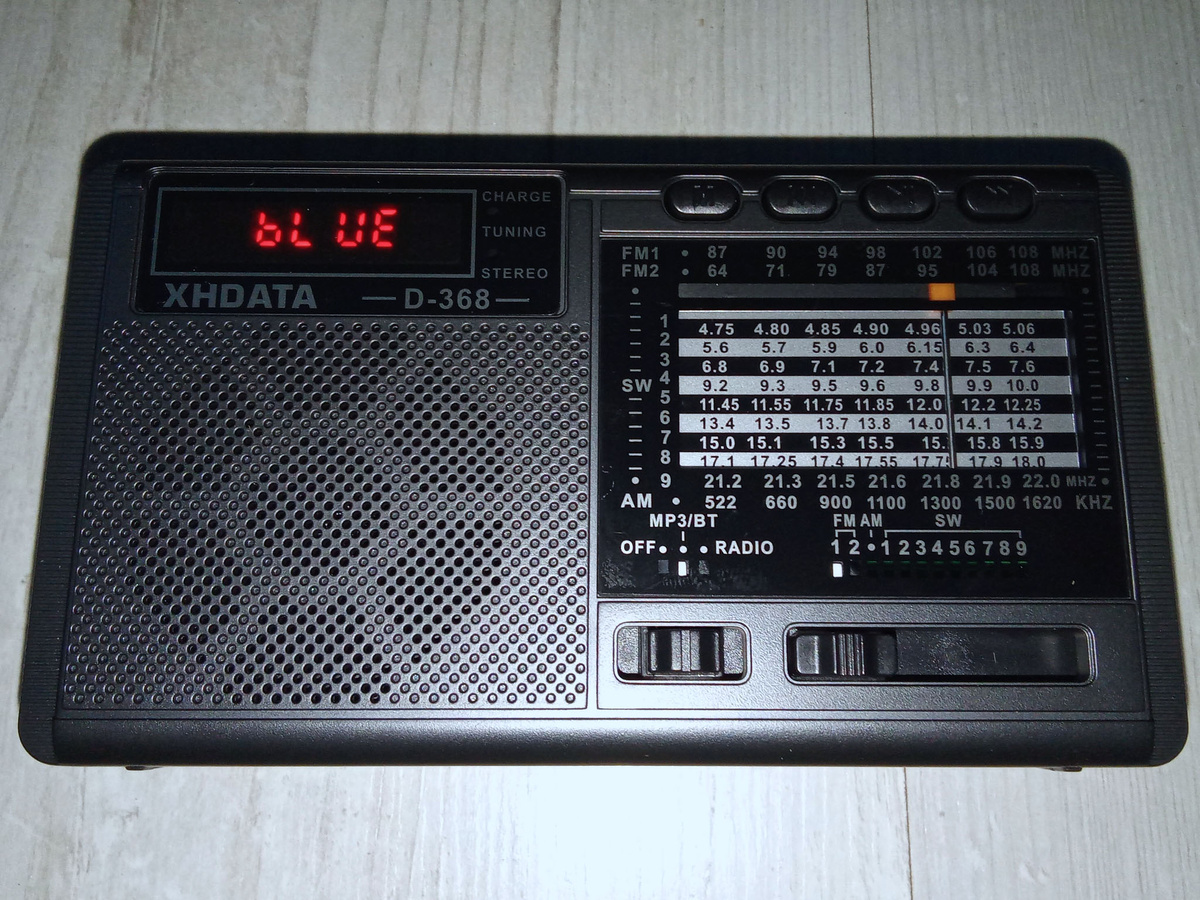 bLUE
CHARGE
TUNING
STEREO
XHDATA — D-368 —
FM1 • 87 90 94 98 102 106 108 MHZ
FM2 • 64 71 79 87 95 104 108 MHZ
SW
1 4.75 4.80 4.85 4.90 4.96 5.03 5.06
2 5.6 5.7 5.9 6.0 6.15 6.3 6.4
3 6.8 6.9 7.1 7.2 7.4 7.5 7.6
4 9.2 9.3 9.5 9.6 9.8 9.9 10.0
5 11.45 11.55 11.75 11.85 12.0 12.2 12.25
6 13.4 13.5 13.7 13.8 14.0 14.1 14.2
7 15.0 15.1 15.3 15.5 15.8 15.9
8 17.1 17.25 17.4 17.55 17.9 18.0
9 21.2 21.3 21.5 21.6 21.8 21.9 22.0 MHZ
AM • 522 660 900 1100 1300 1500 1620 KHZ
MP3/BT
OFF • • • RADIO
FM AM SW
1 2 • 1 2 3 4 5 6 7 8 9